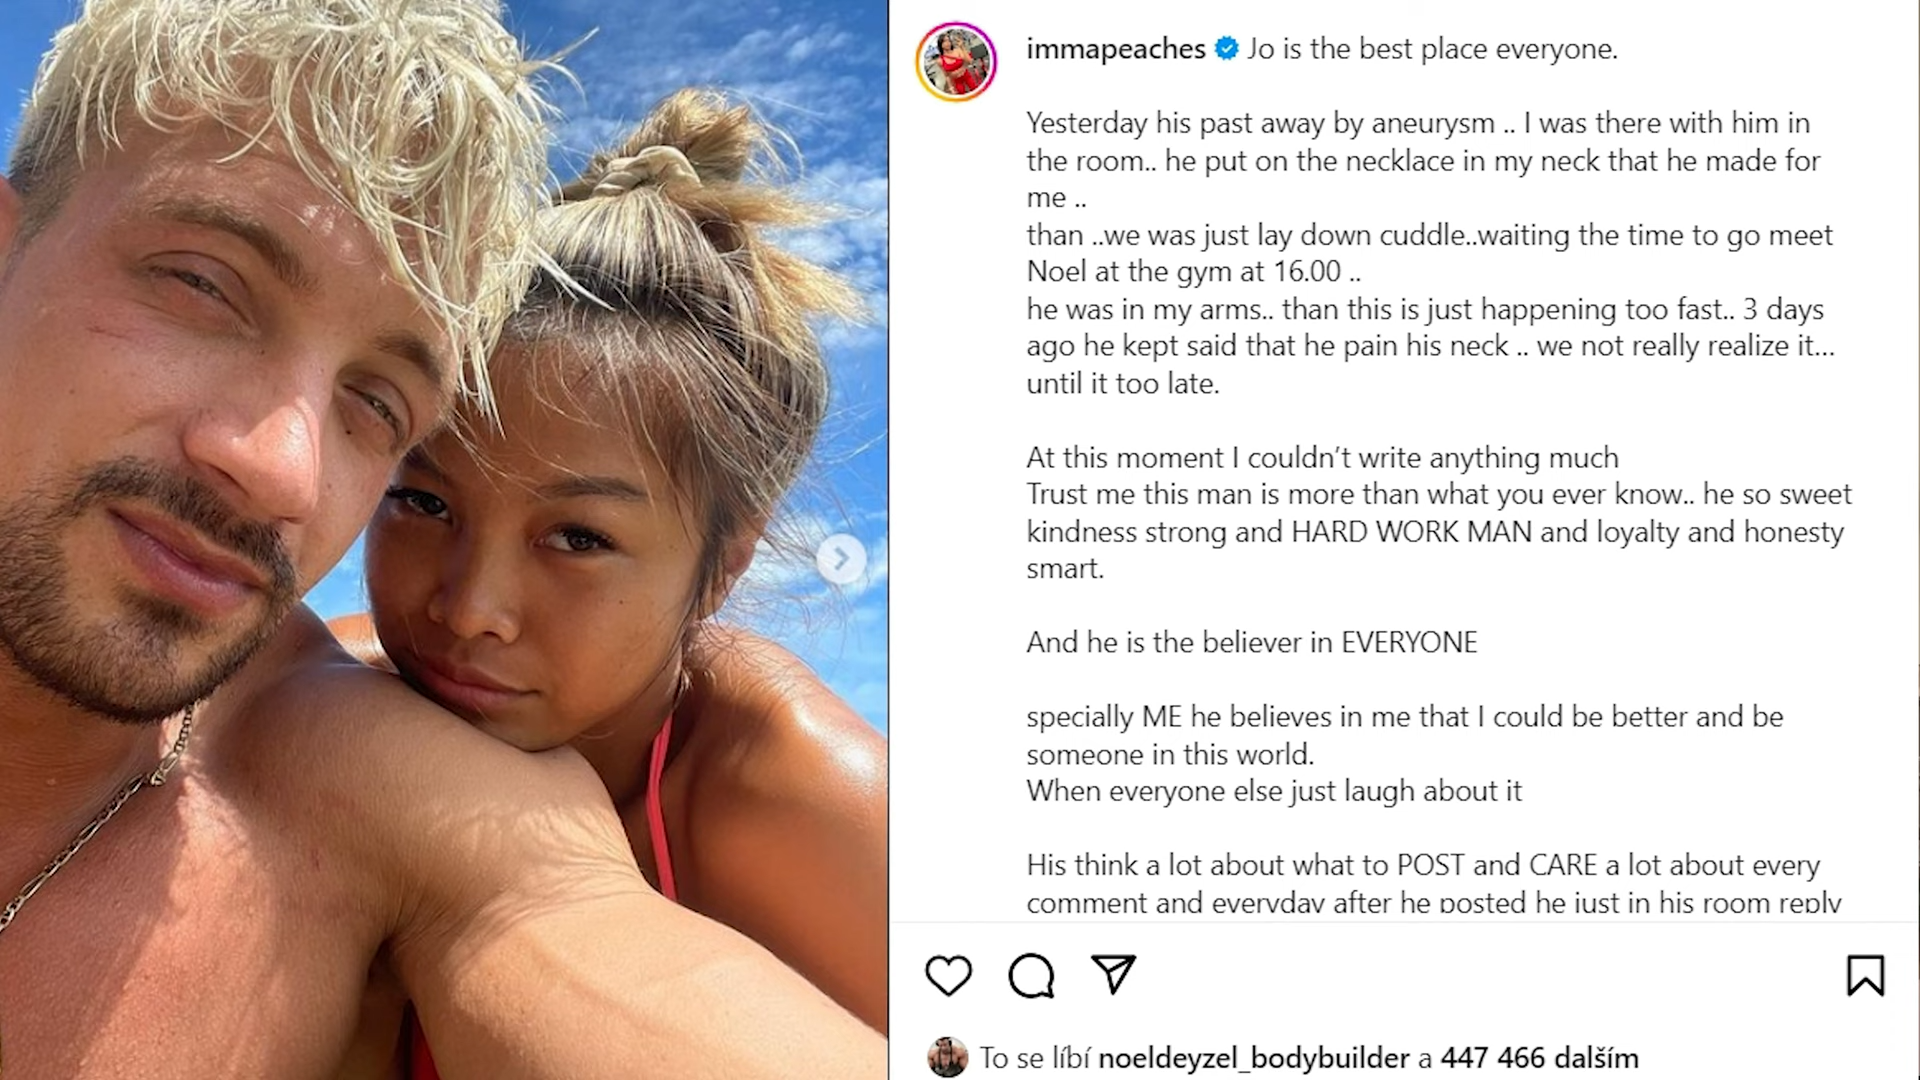 immapeaches Jo is the best place everyone.
Yesterday his past away by aneurysm .. I was there with him in
the room.. he put on the necklace in my neck that he made for
me ..
than ..we was just lay down cuddle..waiting the time to go meet
Noel at the gym at 16.00 ..
he was in my arms.. than this is just happening too fast.. 3 days
ago he kept said that he pain his neck .. we not really realize it...
until it too late.
At this moment I couldn’t write anything much
Trust me this man is more than what you ever know.. he so sweet
kindness strong and HARD WORK MAN and loyalty and honesty
smart.
And he is the believer in EVERYONE
specially ME he believes in me that I could be better and be
someone in this world.
When everyone else just laugh about it
His think a lot about what to POST and CARE a lot about every
comment and everyday after he posted he just in his room reply
To se líbí noeldeyzel_bodybuilder a 447 466 dalším